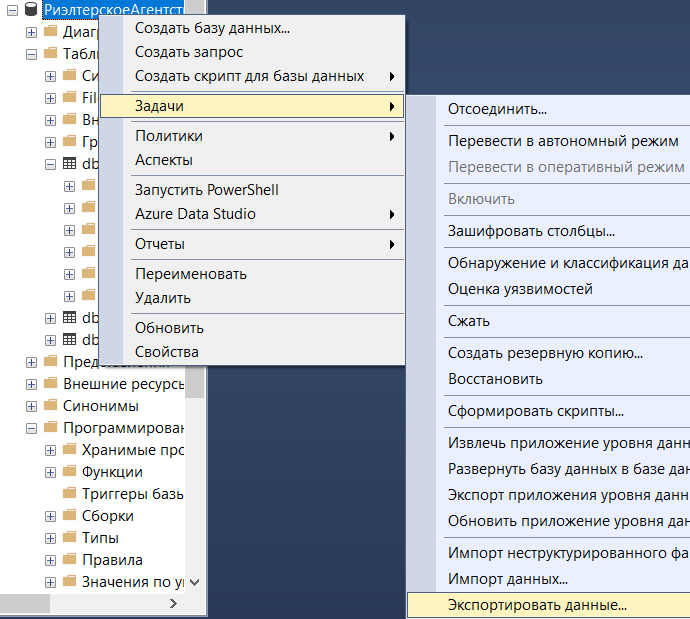 РиэлтерскоеАгентст
Диагр
Табли
Си
File
Вн
Гр
db
db
db
Представления
Внешние ресурсы
Синонимы
Программирован
Хранимые про
Функции
Триггеры базь
Сборки
Типы
Правила
Значения по у
Создать базу данных...
Создать запрос
Создать скрипт для базы данных
Задачи
Политики
Аспекты
Запустить PowerShell
Azure Data Studio
Отчеты
Переименовать
Удалить
Обновить
Свойства
Отсоединить...
Перевести в автономный режим
Перевести в оперативный режим
Включить
Зашифровать столбцы...
Обнаружение и классификация да
Оценка уязвимостей
Сжать
Создать резервную копию...
Восстановить
Сформировать скрипты...
Извлечь приложение уровня данн
Развернуть базу данных в базе дан
Экспорт приложения уровня данн
Обновить приложение уровня дан
Импорт неструктурированного фа
Импорт данных...
Экспортировать данные...